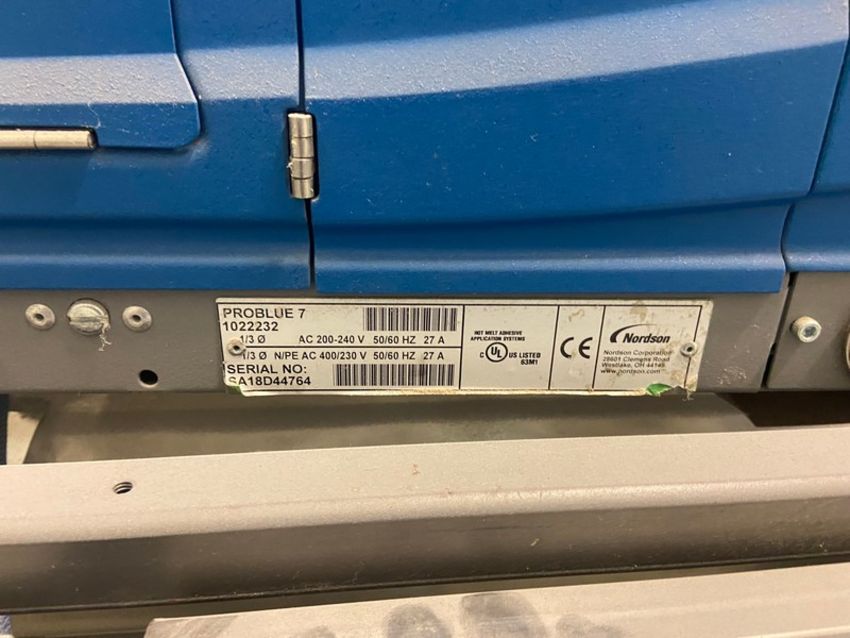 PROBLUE 7
1022232
1/3 Ø AC 200-240 V 50/60 HZ 27 A
1/3 Ø N/PE AC 400/230 V 50/60 HZ 27 A
SERIAL NO:
SA18D44764
HOT MELT ADHESIVE
APPLICATION SYSTEMS
C UL US LISTED
63M1
CE
Nordson
Nordson Corporation
28601 Clemens Road
Westlake, OH 44145
www.nordson.com